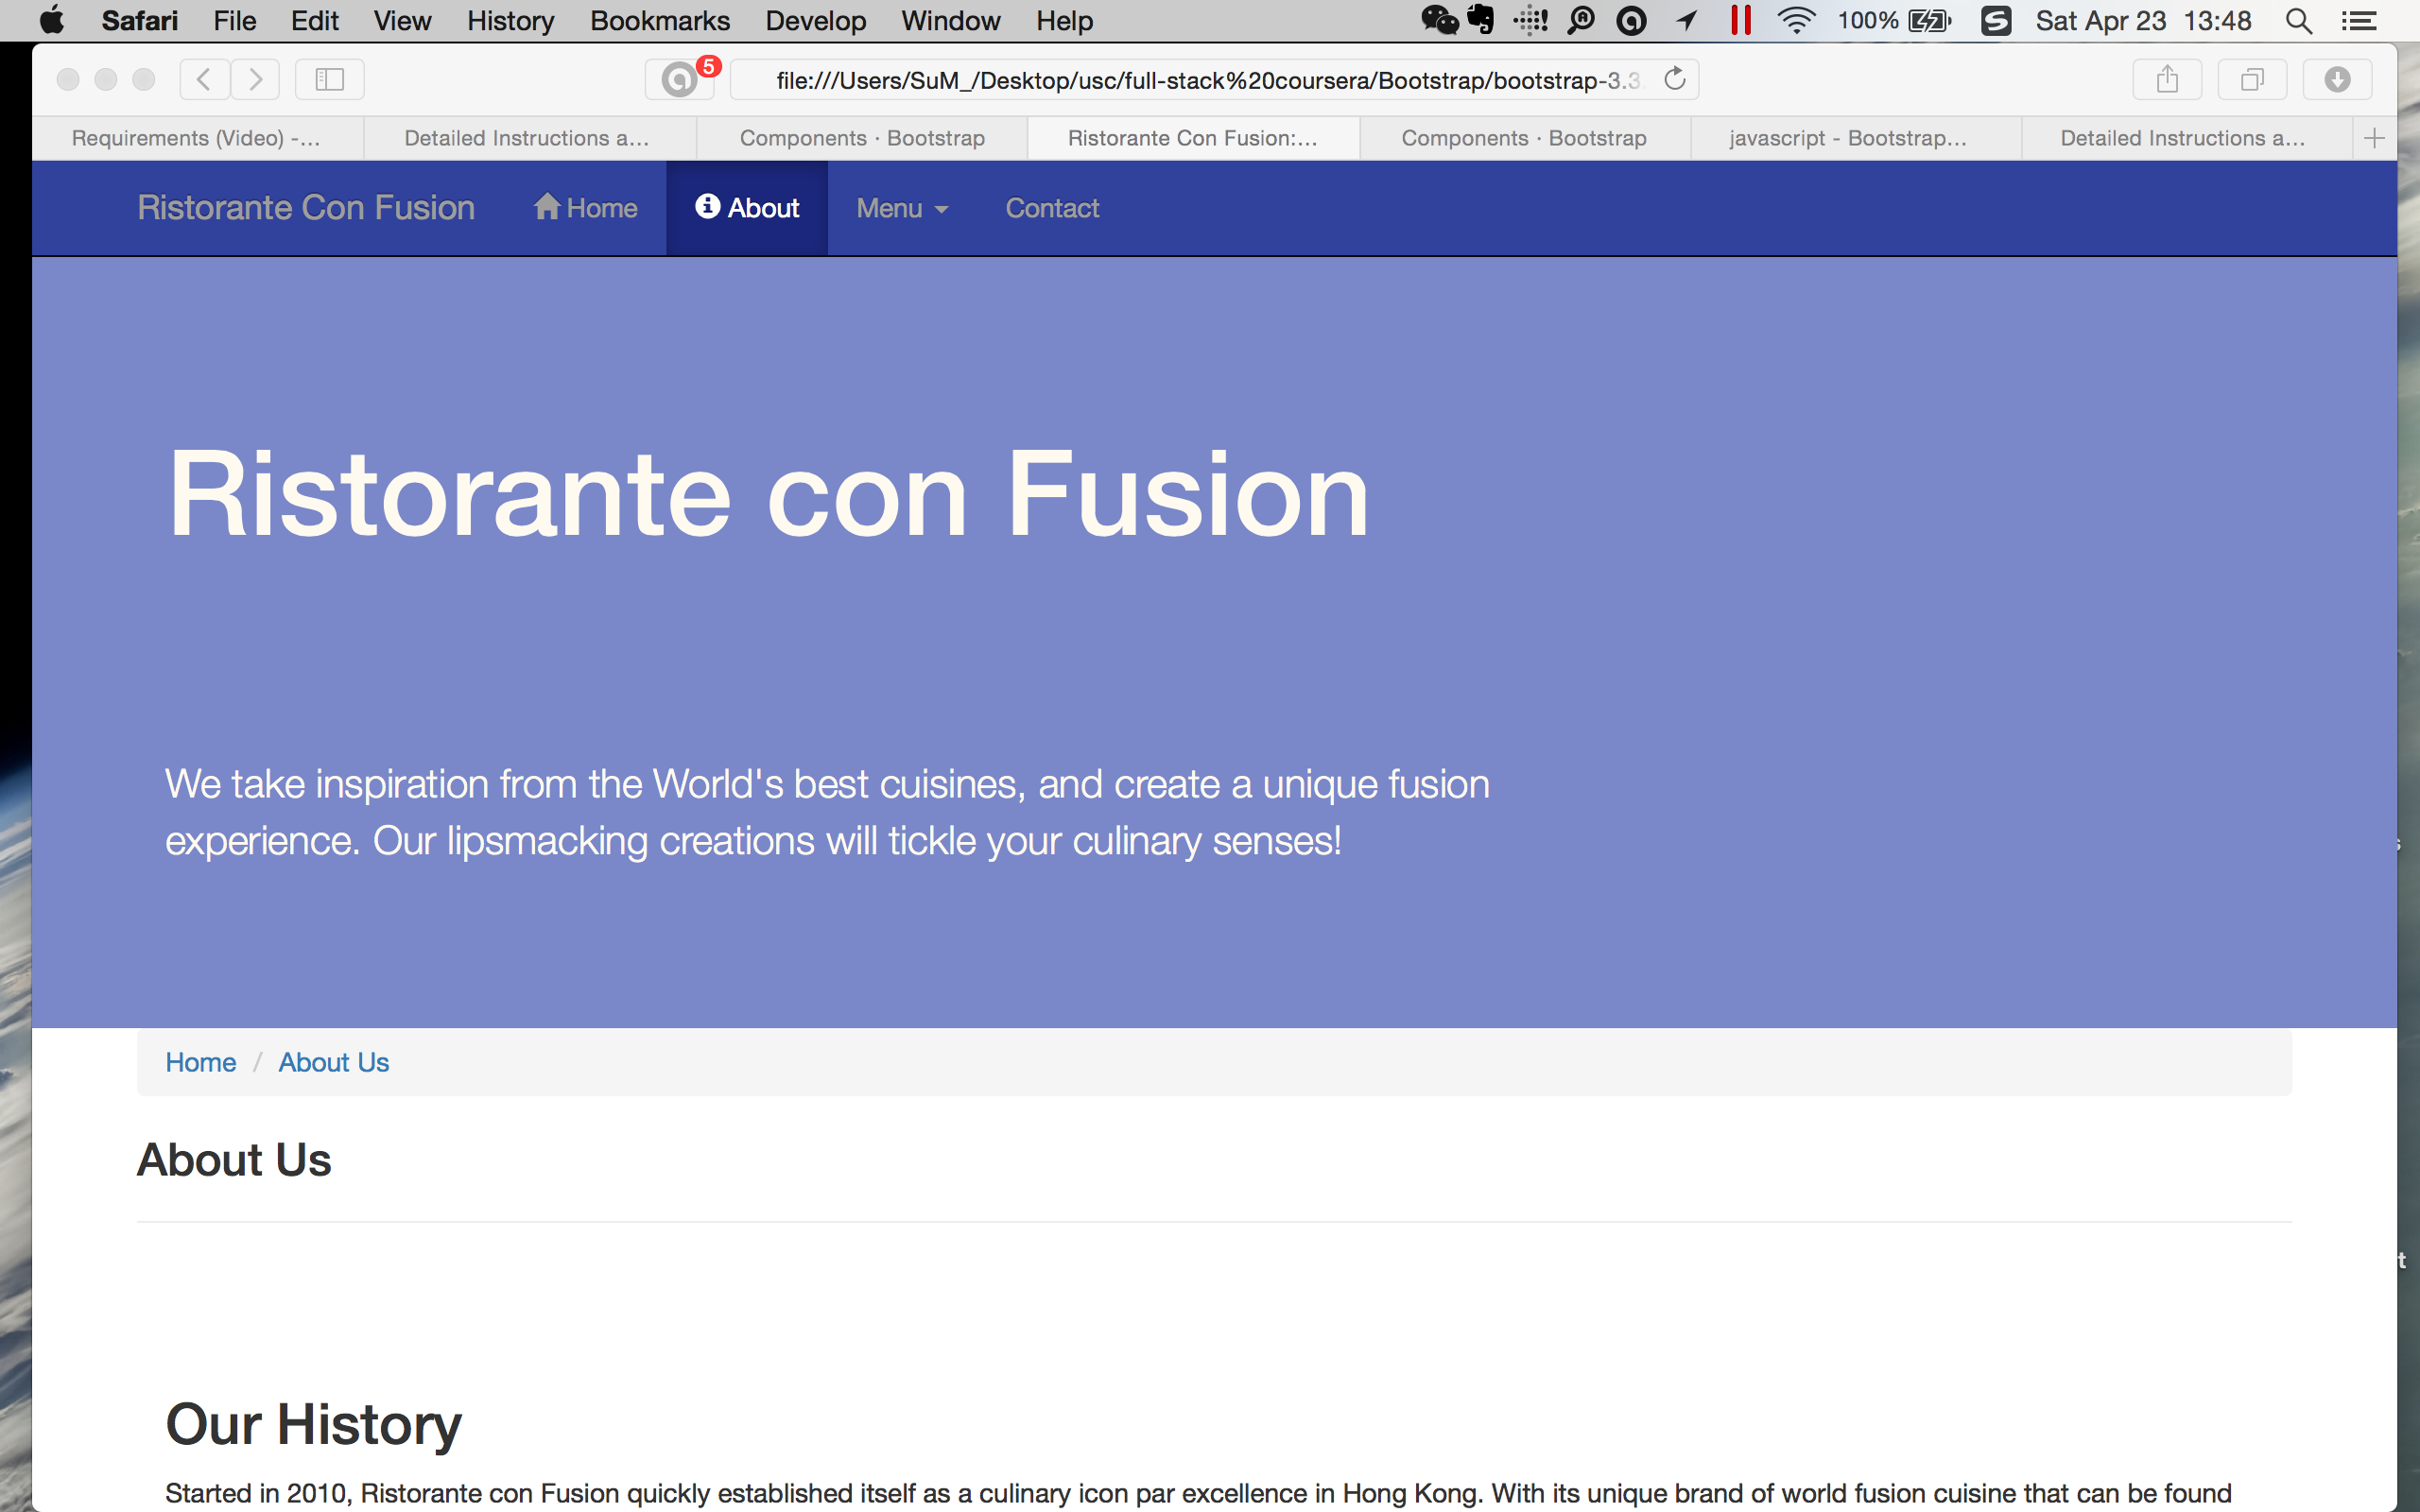 Safari File Edit View History Bookmarks Develop Window Help 100% Sat Apr 23 13:48
5 file:///Users/SuM_/Desktop/usc/full-stack%20coursera/Bootstrap/bootstrap-3.3
Requirements (Video) -... Detailed Instructions a... Components · Bootstrap Ristorante Con Fusion:... Components · Bootstrap javascript - Bootstrap... Detailed Instructions a...
Ristorante Con Fusion Home About Menu Contact
Ristorante con Fusion
We take inspiration from the World's best cuisines, and create a unique fusion
experience. Our lipsmacking creations will tickle your culinary senses!
Home / About Us
About Us
Our History
Started in 2010, Ristorante con Fusion quickly established itself as a culinary icon par excellence in Hong Kong. With its unique brand of world fusion cuisine that can be found